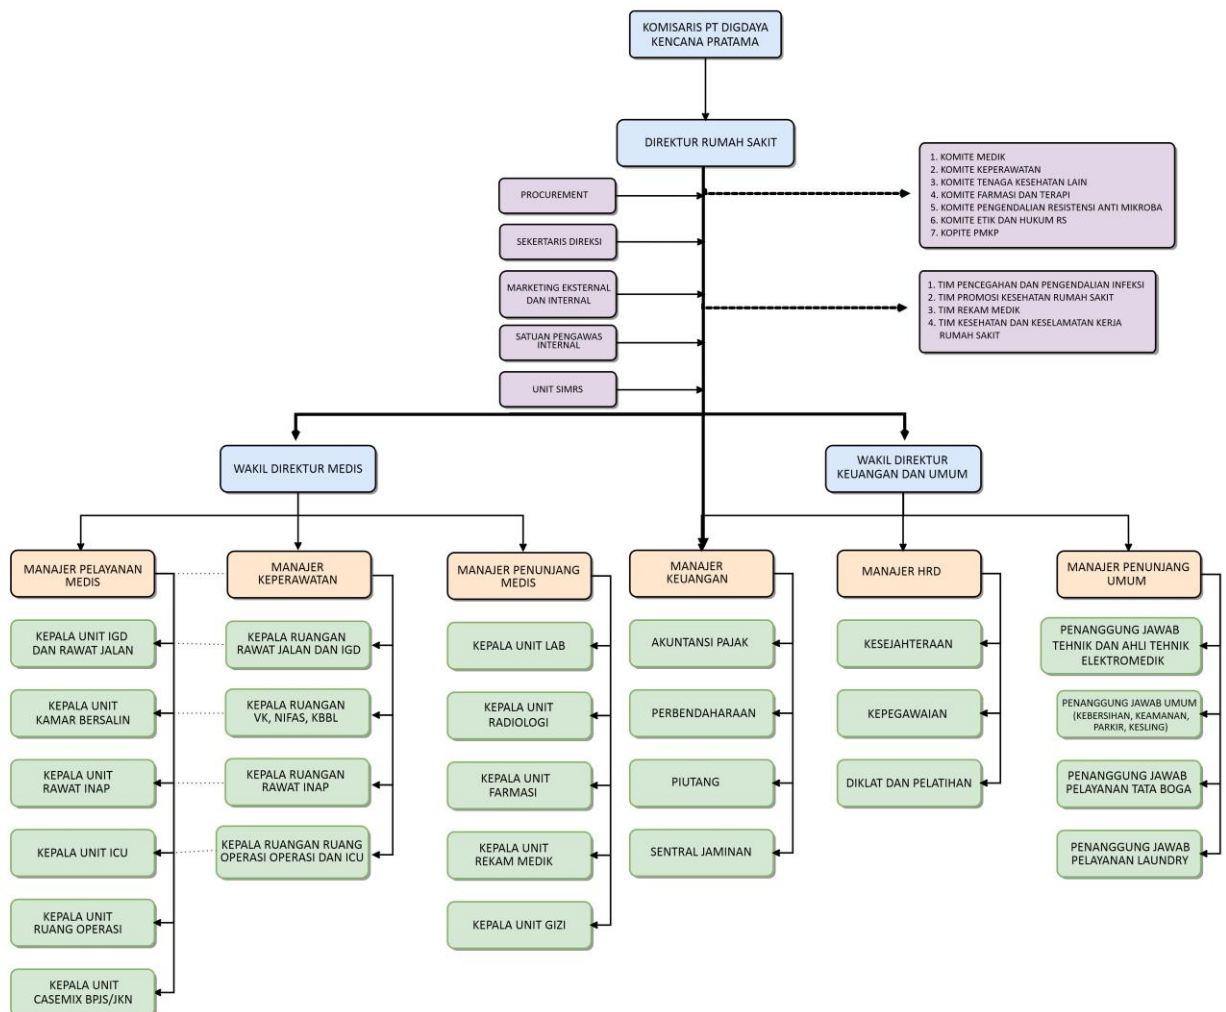 KOMISARIS PT DIGDAYA
KENCANA PRATAMA
DIREKTUR RUMAH SAKIT
PROCUREMENT
SEKERTARIS DIREKSI
MARKETING EKSTERNAL
DAN INTERNAL
SATUAN PENGAWAS
INTERNAL
UNIT SIMRS
1. KOMITE MEDIK
2. KOMITE KEPERAWATAN
3. KOMITE TENAGA KESEHATAN LAIN
4. KOMITE FARMASI DAN TERAPI
5. KOMITE PENGENDALIAN RESISTENSI ANTI MIKROBA
6. KOMITE ETIK DAN HUKUM RS
7. KOPITE PMKP
1. TIM PENCEGAHAN DAN PENGENDALIAN INFEKSI
2. TIM PROMOSI KESEHATAN RUMAH SAKIT
3. TIM REKAM MEDIK
4. TIM KESEHATAN DAN KESELAMATAN KERJA
RUMAH SAKIT
WAKIL DIREKTUR MEDIS
WAKIL DIREKTUR
KEUANGAN DAN UMUM
MANAJER PELAYANAN
MEDIS
KEPALA UNIT IGD
DAN RAWAT JALAN
KEPALA UNIT
KAMAR BERSALIN
KEPALA UNIT
RAWAT INAP
KEPALA UNIT ICU
KEPALA UNIT
RUANG OPERASI
KEPALA UNIT
CASEMIX BPJS/JKN
MANAJER
KEPERAWATAN
KEPALA RUANGAN
RAWAT JALAN DAN IGD
KEPALA RUANGAN
VK, NIFAS, KBBL
KEPALA RUANGAN
RAWAT INAP
KEPALA RUANGAN RUANG
OPERASI OPERASI DAN ICU
MANAJER PENUNJANG
MEDIS
KEPALA UNIT LAB
KEPALA UNIT
RADIOLOGI
KEPALA UNIT
FARMASI
KEPALA UNIT
REKAM MEDIK
KEPALA UNIT GIZI
MANAJER
KEUANGAN
AKUNTANSI PAJAK
PERBENDAHARAAN
PIUTANG
SENTRAL JAMINAN
MANAJER HRD
KESEJAHTERAAN
KEPEGAWAIAN
DIKLAT DAN PELATIHAN
MANAJER PENUNJANG
UMUM
PENANGGUNG JAWAB
TEHNIK DAN AHLI TEHNIK
ELEKTROMEDIK
PENANGGUNG JAWAB UMUM
(KEBERSIHAN, KEAMANAN,
PARKIR, KESLING)
PENANGGUNG JAWAB
PELAYANAN TATA BOGA
PENANGGUNG JAWAB
PELAYANAN LAUNDRY